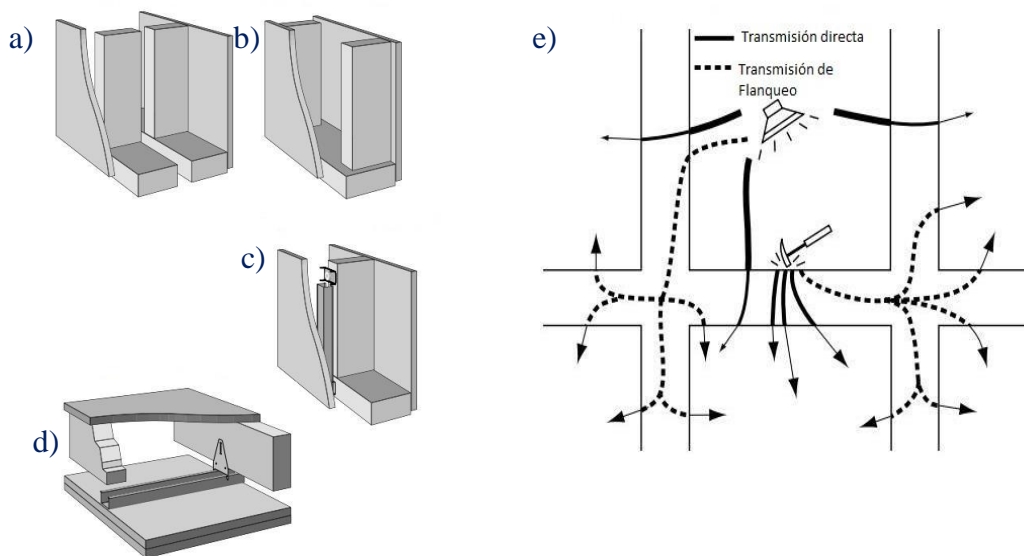 a)
b)
e)
Transmisión directa
Transmisión de
Flanqueo
c)
d)